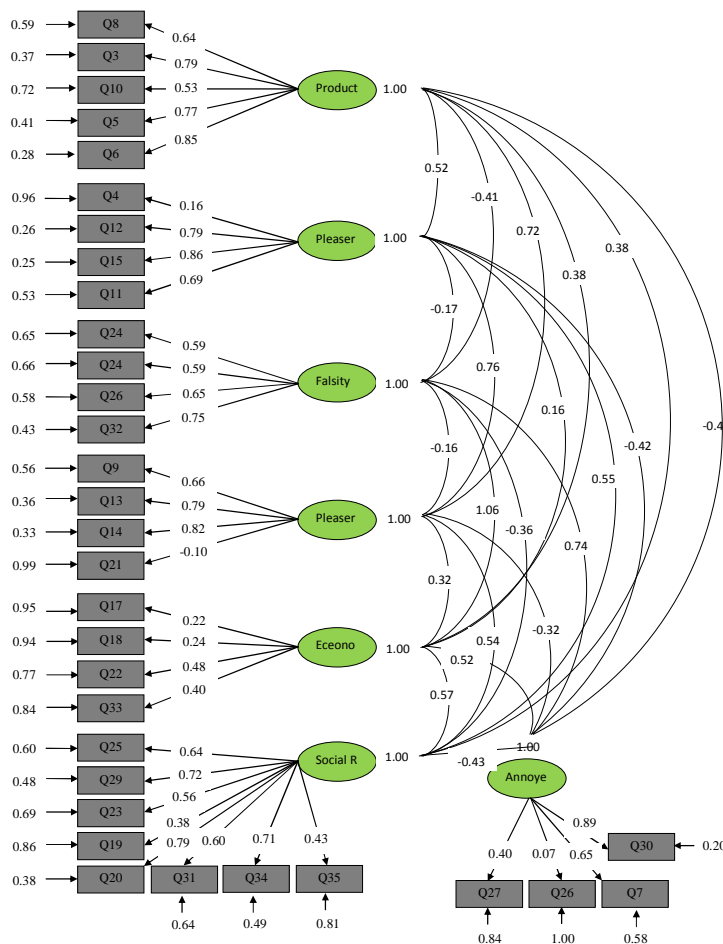 0.59 Q8 0.64
0.37 Q3 0.79
0.72 Q10 0.53 Product 1.00
0.41 Q5 0.77
0.28 Q6 0.85
0.52 -0.41 0.72 0.38 0.38
0.96 Q4 0.16
0.26 Q12 0.79 Pleaser 1.00
0.25 Q15 0.86
0.53 Q11 0.69
-0.17 0.76 0.16 0.55 -0.42 -0.4
0.65 Q24 0.59
0.66 Q24 0.59 Falsity 1.00
0.58 Q26 0.65
0.43 Q32 0.75
-0.16 1.06 -0.36 0.74
0.56 Q9 0.66
0.36 Q13 0.79 Pleaser 1.00
0.33 Q14 0.82
0.99 Q21 -0.10
0.32 0.54 -0.32
0.95 Q17 0.22
0.94 Q18 0.24 Eceono 1.00
0.77 Q22 0.48
0.84 Q33 0.40
0.52
0.57
0.60 Q25 0.64
0.48 Q29 0.72 Social R 1.00
0.69 Q23 0.56
0.86 Q19 0.38
0.38 Q20 0.79
0.60 0.71 0.43
Q31 Q34 Q35
0.64 0.49 0.81
-0.43 1.00
Annoye
0.89 Q30 0.20
0.40 0.07 0.65
Q27 Q26 Q7
0.84 1.00 0.58